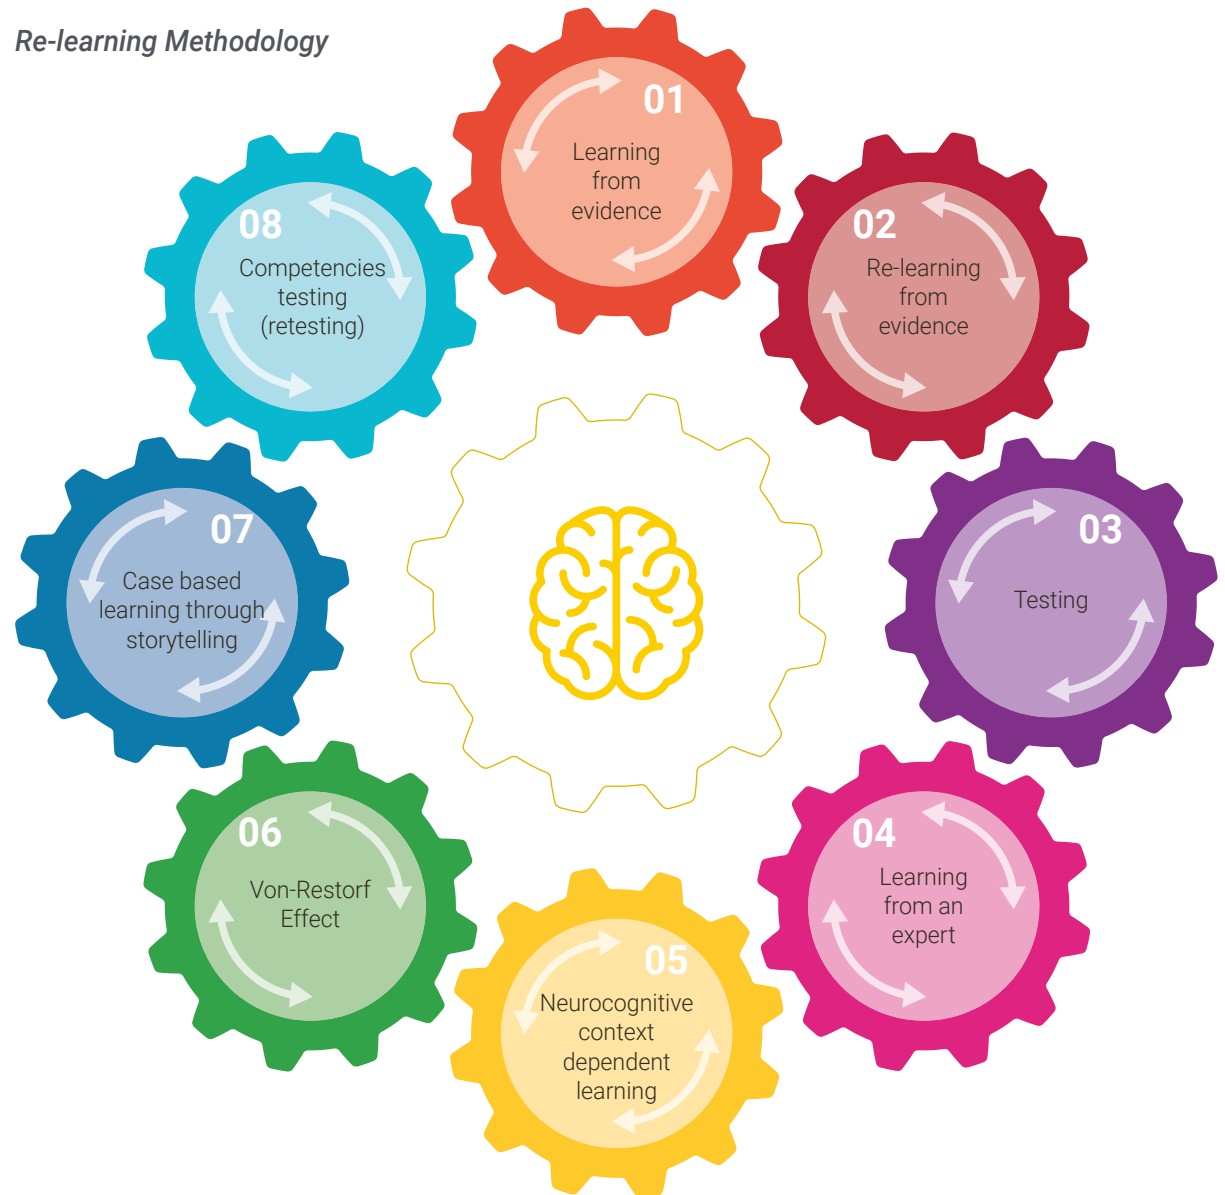 Re-learning Methodology
01
Learning
from
evidence
02
Re-learning
from
evidence
03
Testing
04
Learning
from an
expert
05
Neurocognitive
context
dependent
learning
06
Von-Restorf
Effect
07
Case based
learning through
storytelling
08
Competencies
testing
(retesting)